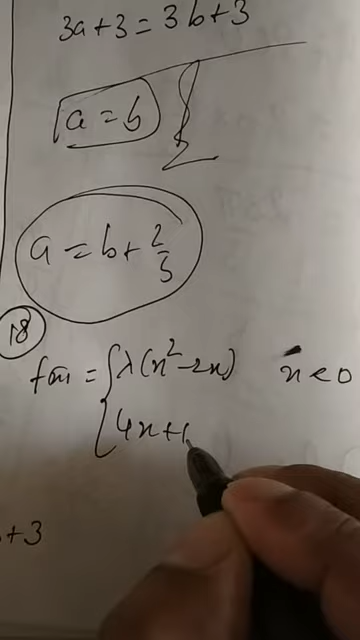 3a+3 = 3b+3
a = b
a = b + 2/3
18
f(x) = { λ(x² - 2x)   x < 0
4x+1
+3